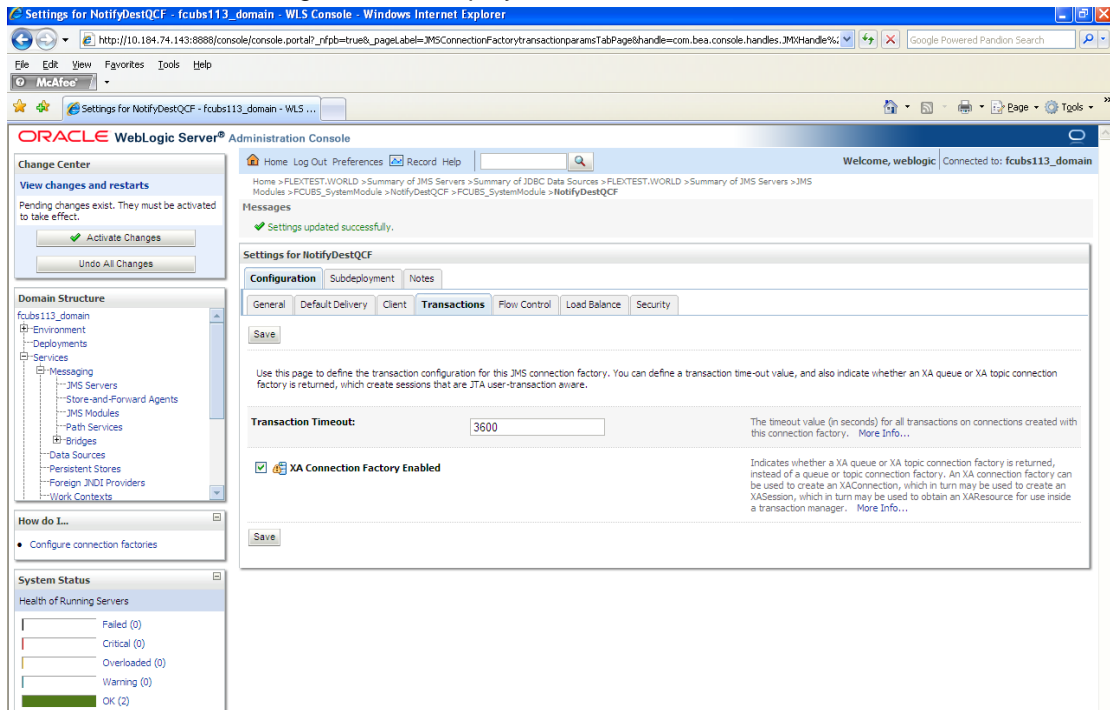 Settings for NotifyDestQCF - fcubs113_domain - WLS Console - Windows Internet Explorer
http://10.184.74.143:8888/console/console.portal?_nfpb=true&_pageLabel=JMSConnectionFactorytransactionparamsTabPage&handle=com.bea.console.handles.JMXHandle%;
Google Powered Pandion Search
File Edit View Favorites Tools Help
McAfee
Settings for NotifyDestQCF - fcubs113_domain - WLS ...
Page
Tools
ORACLE WebLogic Server® Administration Console
Change Center
View changes and restarts
Pending changes exist. They must be activated
to take effect.
Activate Changes
Undo All Changes
Domain Structure
fcubs113_domain
Environment
Deployments
Services
Messaging
JMS Servers
Store-and-Forward Agents
JMS Modules
Path Services
Bridges
Data Sources
Persistent Stores
Foreign JNDI Providers
Work Contexts
How do I...
Configure connection factories
System Status
Health of Running Servers
Failed (0)
Critical (0)
Overloaded (0)
Warning (0)
OK (2)
Home Log Out Preferences Record Help
Welcome, weblogic Connected to: fcubs113_domain
Home >FLEXTEST.WORLD >Summary of JMS Servers >Summary of JDBC Data Sources >FLEXTEST.WORLD >Summary of JMS Servers >JMS
Modules >FCUBS_SystemModule >NotifyDestQCF >FCUBS_SystemModule >NotifyDestQCF
Messages
Settings updated successfully.
Settings for NotifyDestQCF
Configuration Subdeployment Notes
General Default Delivery Client Transactions Flow Control Load Balance Security
Save
Use this page to define the transaction configuration for this JMS connection factory. You can define a transaction time-out value, and also indicate whether an XA queue or XA topic connection
factory is returned, which create sessions that are JTA user-transaction aware.
Transaction Timeout:
3600
The timeout value (in seconds) for all transactions on connections created with
this connection factory. More Info...
XA Connection Factory Enabled
Indicates whether a XA queue or XA topic connection factory is returned,
instead of a queue or topic connection factory. An XA connection factory can
be used to create an XAConnection, which in turn may be used to create an
XASession, which in turn may be used to obtain an XAResource for use inside
a transaction manager. More Info...
Save